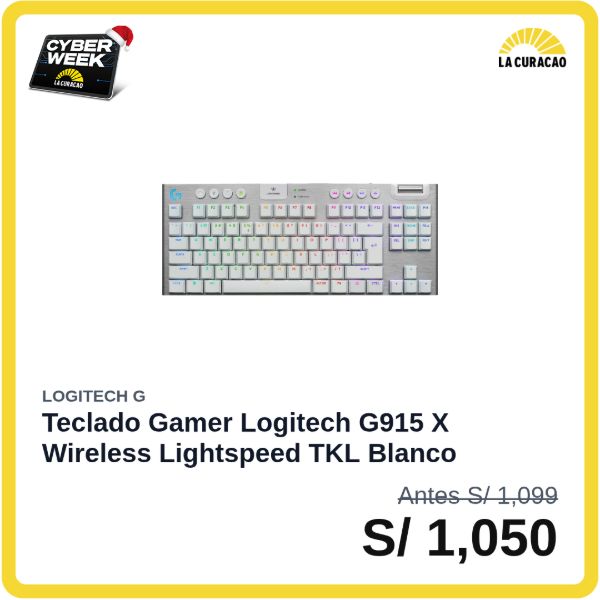 CYBER
WEEK
LA CURACAO
LA CURACAO
LOGITECH G
Teclado Gamer Logitech G915 X
Wireless Lightspeed TKL Blanco
Antes S/ 1,099
S/ 1,050